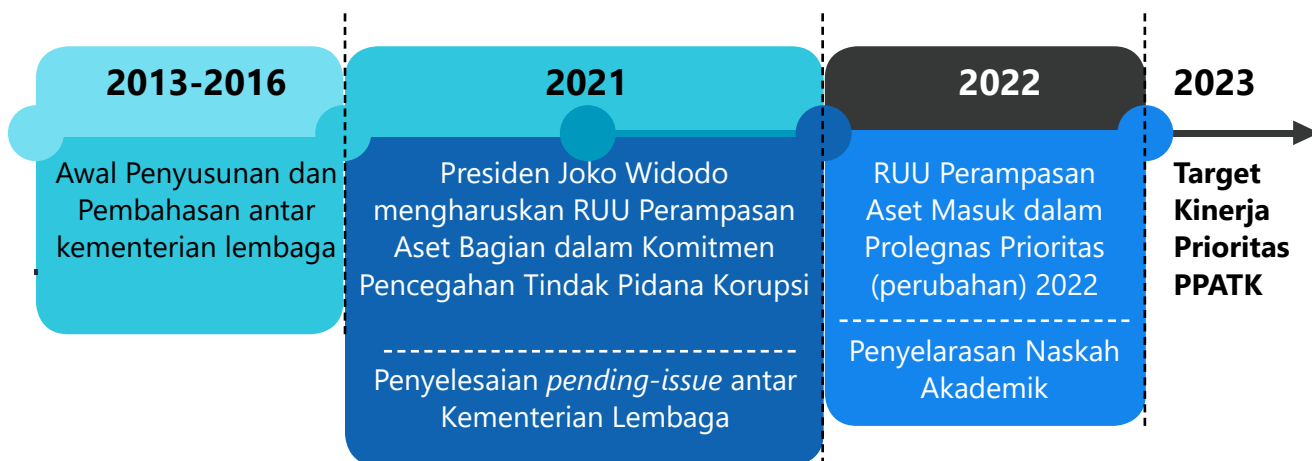 2013-2016
Awal Penyusunan dan
Pembahasan antar
kementerian lembaga
2021
Presiden Joko Widodo
mengharuskan RUU Perampasan
Aset Bagian dalam Komitmen
Pencegahan Tindak Pidana Korupsi
Penyelesaian pending-issue antar
Kementerian Lembaga
2022
RUU Perampasan
Aset Masuk dalam
Prolegnas Prioritas
(perubahan) 2022
Penyelarasan Naskah
Akademik
2023
Target
Kinerja
Prioritas
PPATK